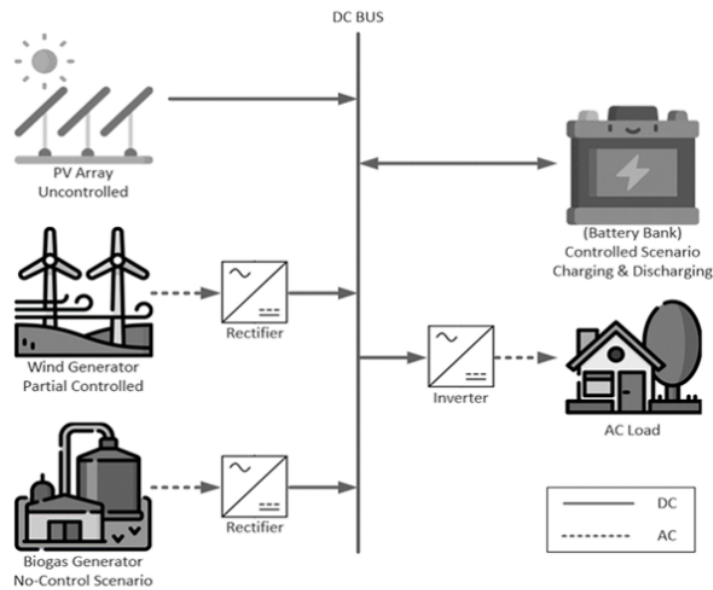 DC BUS
PV Array
Uncontrolled
(Battery Bank)
Controlled Scenario
Charging & Discharging
Wind Generator
Partial Controlled
Rectifier
Inverter
AC Load
Biogas Generator
No-Control Scenario
Rectifier
DC
AC